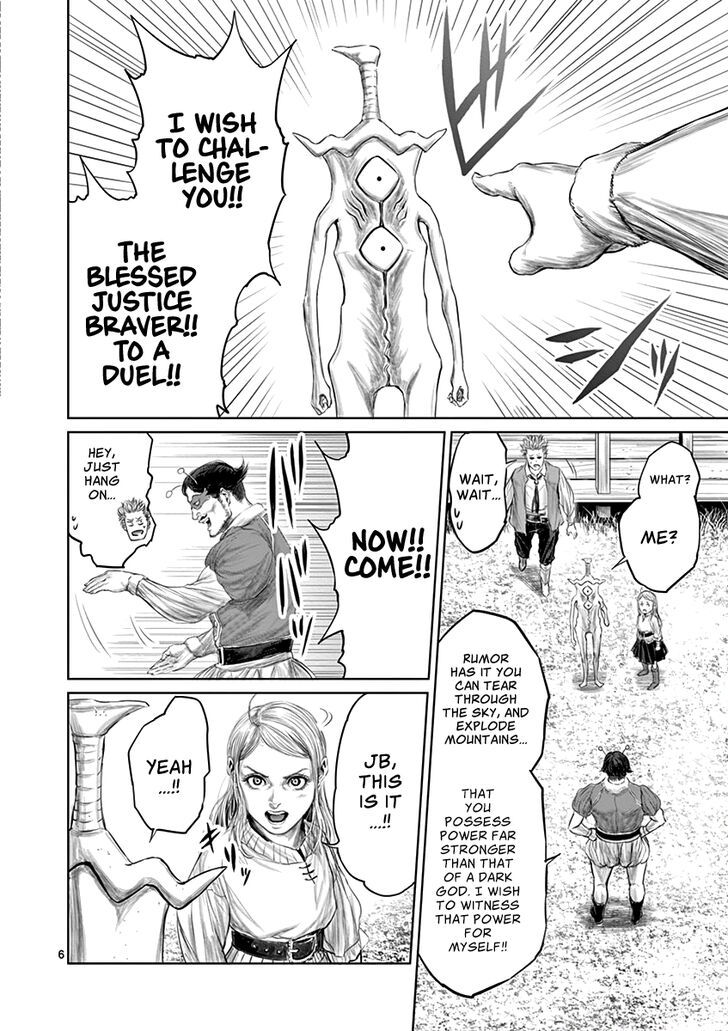 I WISH
TO CHAL-
LENGE
YOU!!
THE
BLESSED
JUSTICE
BRAVER!!
TO A
DUEL!!
WHAT?
ME?
WAIT,
WAIT...
RUMOR
HAS IT YOU
CAN TEAR
THROUGH
THE SKY, AND
EXPLODE
MOUNTAINS...
THAT
YOU
POSSESS
POWER FAR
STRONGER
THAN THAT
OF A DARK
GOD. I WISH
TO WITNESS
THAT POWER
FOR
MYSELF!!
NOW!!
COME!!
HEY,
JUST
HANG
ON...
JB,
THIS
IS IT
....!!
YEAH
...!!
6